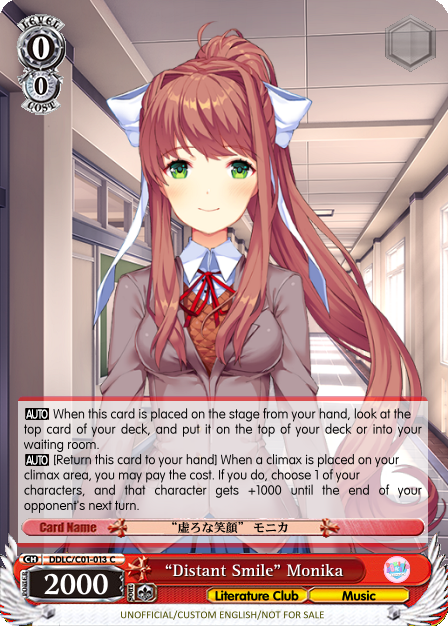 LEVEL
0
0
COST
AUTO When this card is placed on the stage from your hand, look at the
top card of your deck, and put it on the top of your deck or into your
waiting room.
AUTO [Return this card to your hand] When a climax is placed on your
climax area, you may pay the cost. If you do, choose 1 of your
characters, and that character gets +1000 until the end of your
opponent's next turn.
Card Name “虚ろな笑顔” モニカ
CH DDLC/C01-013 C
POWER 2000
“Distant Smile” Monika
SOUL
Literature Club Music
UNOFFICIAL/CUSTOM ENGLISH/NOT FOR SALE